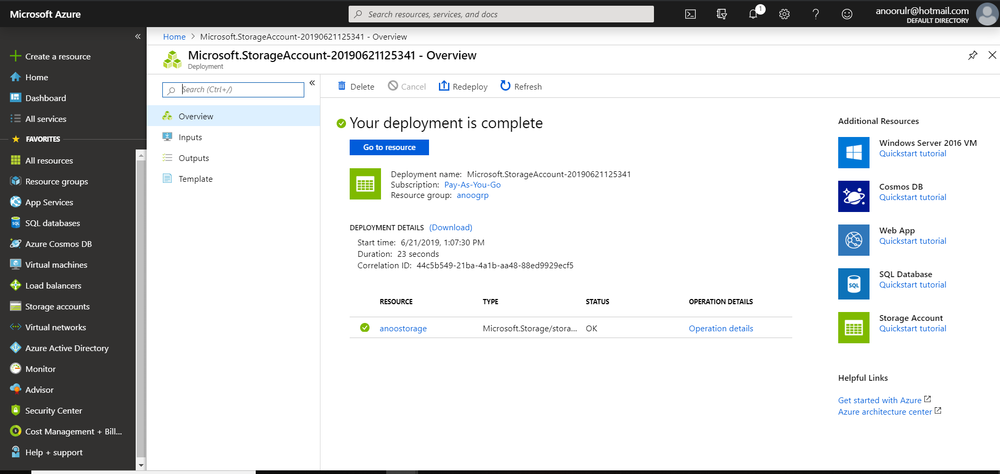 Microsoft Azure
Search resources, services, and docs
1
anoorulr@hotmail.com
DEFAULT DIRECTORY
Create a resource
Home
Dashboard
All services
FAVORITES
All resources
Resource groups
App Services
SQL databases
Azure Cosmos DB
Virtual machines
Load balancers
Storage accounts
Virtual networks
Azure Active Directory
Monitor
Advisor
Security Center
Cost Management + Bill...
Help + support
Home > Microsoft.StorageAccount-20190621125341 - Overview
Microsoft.StorageAccount-20190621125341 - Overview
Deployment
Search (Ctrl+/)
Overview
Inputs
Outputs
Template
Delete Cancel Redeploy Refresh
Your deployment is complete
Go to resource
Deployment name: Microsoft.StorageAccount-20190621125341
Subscription: Pay-As-You-Go
Resource group: anoogrp
DEPLOYMENT DETAILS (Download)
Start time: 6/21/2019, 1:07:30 PM
Duration: 23 seconds
Correlation ID: 44c5b549-21ba-4a1b-aa48-88ed9929ecf5
RESOURCE TYPE STATUS OPERATION DETAILS
anoostorage Microsoft.Storage/stora... OK Operation details
Additional Resources
Windows Server 2016 VM
Quickstart tutorial
Cosmos DB
Quickstart tutorial
Web App
Quickstart tutorial
SQL
SQL Database
Quickstart tutorial
Storage Account
Quickstart tutorial
Helpful Links
Get started with Azure
Azure architecture center